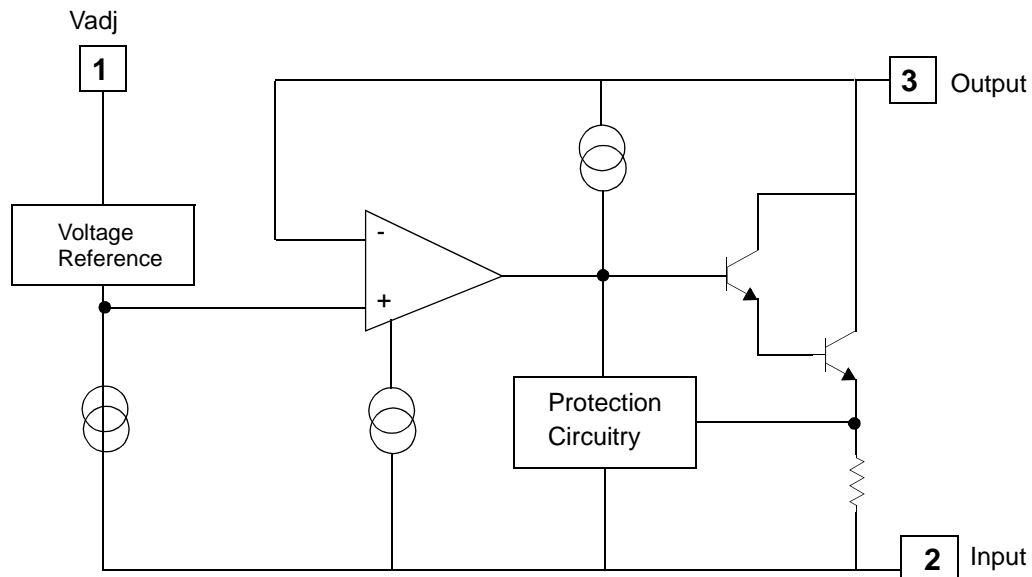 Vadj
1
3
Output
Voltage
Reference
-
+
Protection
Circuitry
2
Input